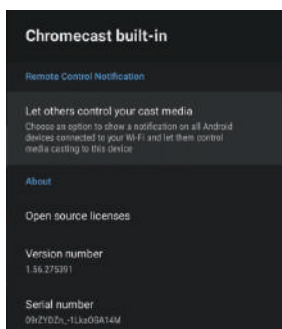 Chromecast built-in
Remote Control Notification
Let others control your cast media
Choose an option to show a notification on all Android
devices connected to your Wi-Fi and let them control
media casting to this device
About
Open source licenses
Version number
1.56.275391
Serial number